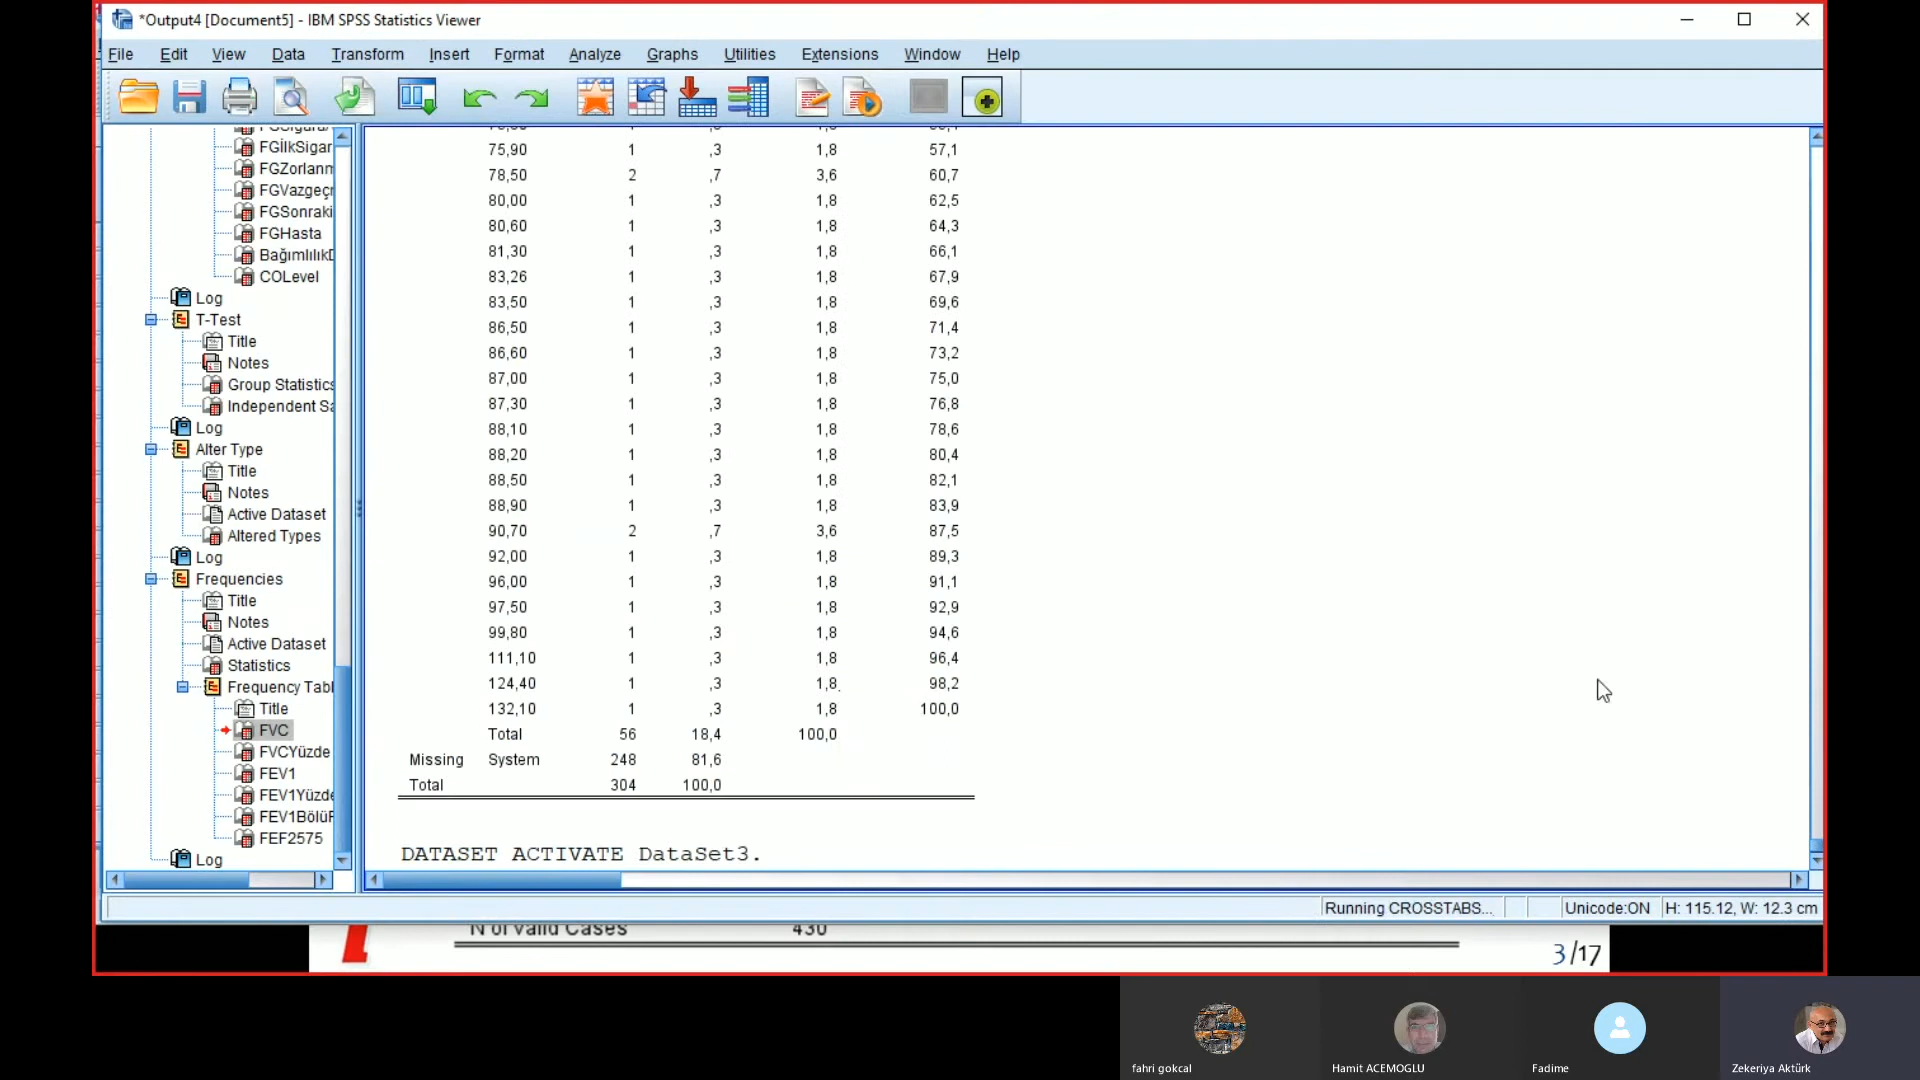 *Output4 [Document5] - IBM SPSS Statistics Viewer
File Edit View Data Transform Insert Format Analyze Graphs Utilities Extensions Window Help
FGİlkSigar
FGZorlanm
FGVazgeçr
FGSonraki
FGHasta
BağımlılıkD
COLevel
Log
T-Test
Title
Notes
Group Statistics
Independent Sa
Log
Alter Type
Title
Notes
Active Dataset
Altered Types
Log
Frequencies
Title
Notes
Active Dataset
Statistics
Frequency Tabl
Title
FVC
FVCYüzde
FEV1
FEV1Yüzde
FEV1BölüF
FEF2575
Log
75,90 1 ,3 1,8 57,1
78,50 2 ,7 3,6 60,7
80,00 1 ,3 1,8 62,5
80,60 1 ,3 1,8 64,3
81,30 1 ,3 1,8 66,1
83,26 1 ,3 1,8 67,9
83,50 1 ,3 1,8 69,6
86,50 1 ,3 1,8 71,4
86,60 1 ,3 1,8 73,2
87,00 1 ,3 1,8 75,0
87,30 1 ,3 1,8 76,8
88,10 1 ,3 1,8 78,6
88,20 1 ,3 1,8 80,4
88,50 1 ,3 1,8 82,1
88,90 1 ,3 1,8 83,9
90,70 2 ,7 3,6 87,5
92,00 1 ,3 1,8 89,3
96,00 1 ,3 1,8 91,1
97,50 1 ,3 1,8 92,9
99,80 1 ,3 1,8 94,6
111,10 1 ,3 1,8 96,4
124,40 1 ,3 1,8 98,2
132,10 1 ,3 1,8 100,0
Total 56 18,4 100,0
Missing System 248 81,6
Total 304 100,0
DATASET ACTIVATE DataSet3.
Running CROSSTABS... Unicode:ON H: 115.12, W: 12.3 cm
N of Valid Cases 430
3/17
fahri gokcal
Hamit ACEMOGLU
Fadime
Zekeriya Aktürk